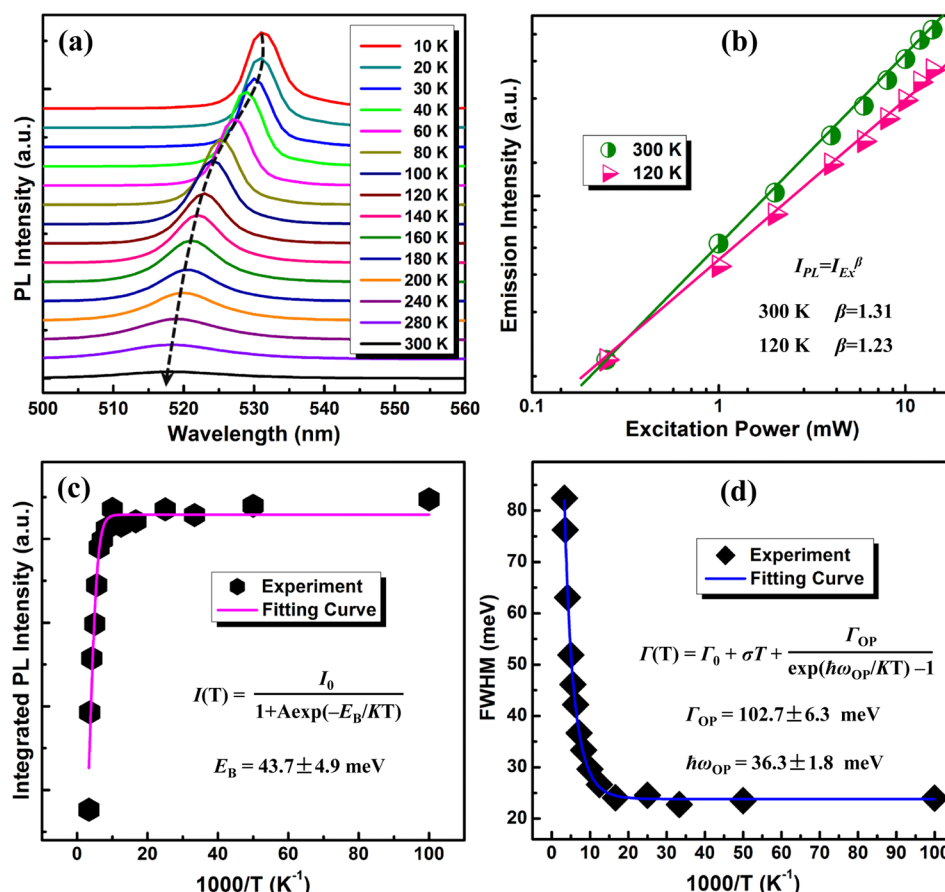 (a)
10 K
20 K
30 K
40 K
60 K
80 K
100 K
120 K
140 K
160 K
180 K
200 K
240 K
280 K
300 K
PL Intensity (a.u.)
500 510 520 530 540 550 560
Wavelength (nm)
(b)
300 K
120 K
I_PL=I_Ex^β
300 K β=1.31
120 K β=1.23
Emission Intensity (a.u.)
0.1 1 10
Excitation Power (mW)
(c)
Experiment
Fitting Curve
I(T) = I_0 / 1+Aexp(–E_B/KT)
E_B = 43.7±4.9 meV
Integrated PL Intensity (a.u.)
0 20 40 60 80 100
1000/T (K⁻¹)
(d)
Experiment
Fitting Curve
Γ(T) = Γ_0 + σT + Γ_OP / exp(ħω_OP/KT) –1
Γ_OP = 102.7±6.3 meV
ħω_OP = 36.3±1.8 meV
FWHM (meV)
80
70
60
50
40
30
20
0 10 20 30 40 50 60 70 80 90 100
1000/T (K⁻¹)